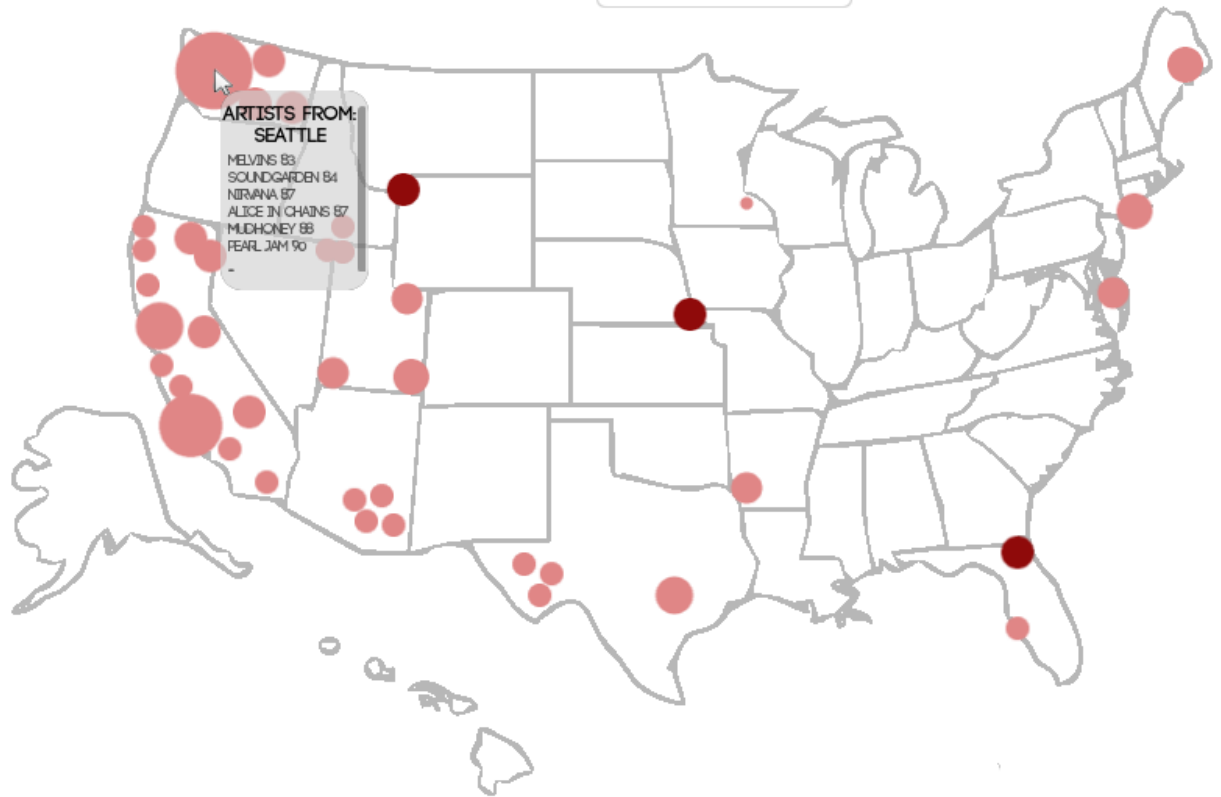 ARTISTS FROM:
SEATTLE
MELVINS 83
SOUNDGARDEN 84
NIRVANA 87
ALICE IN CHAINS 87
MUDHONEY 88
PEARL JAM 90
-